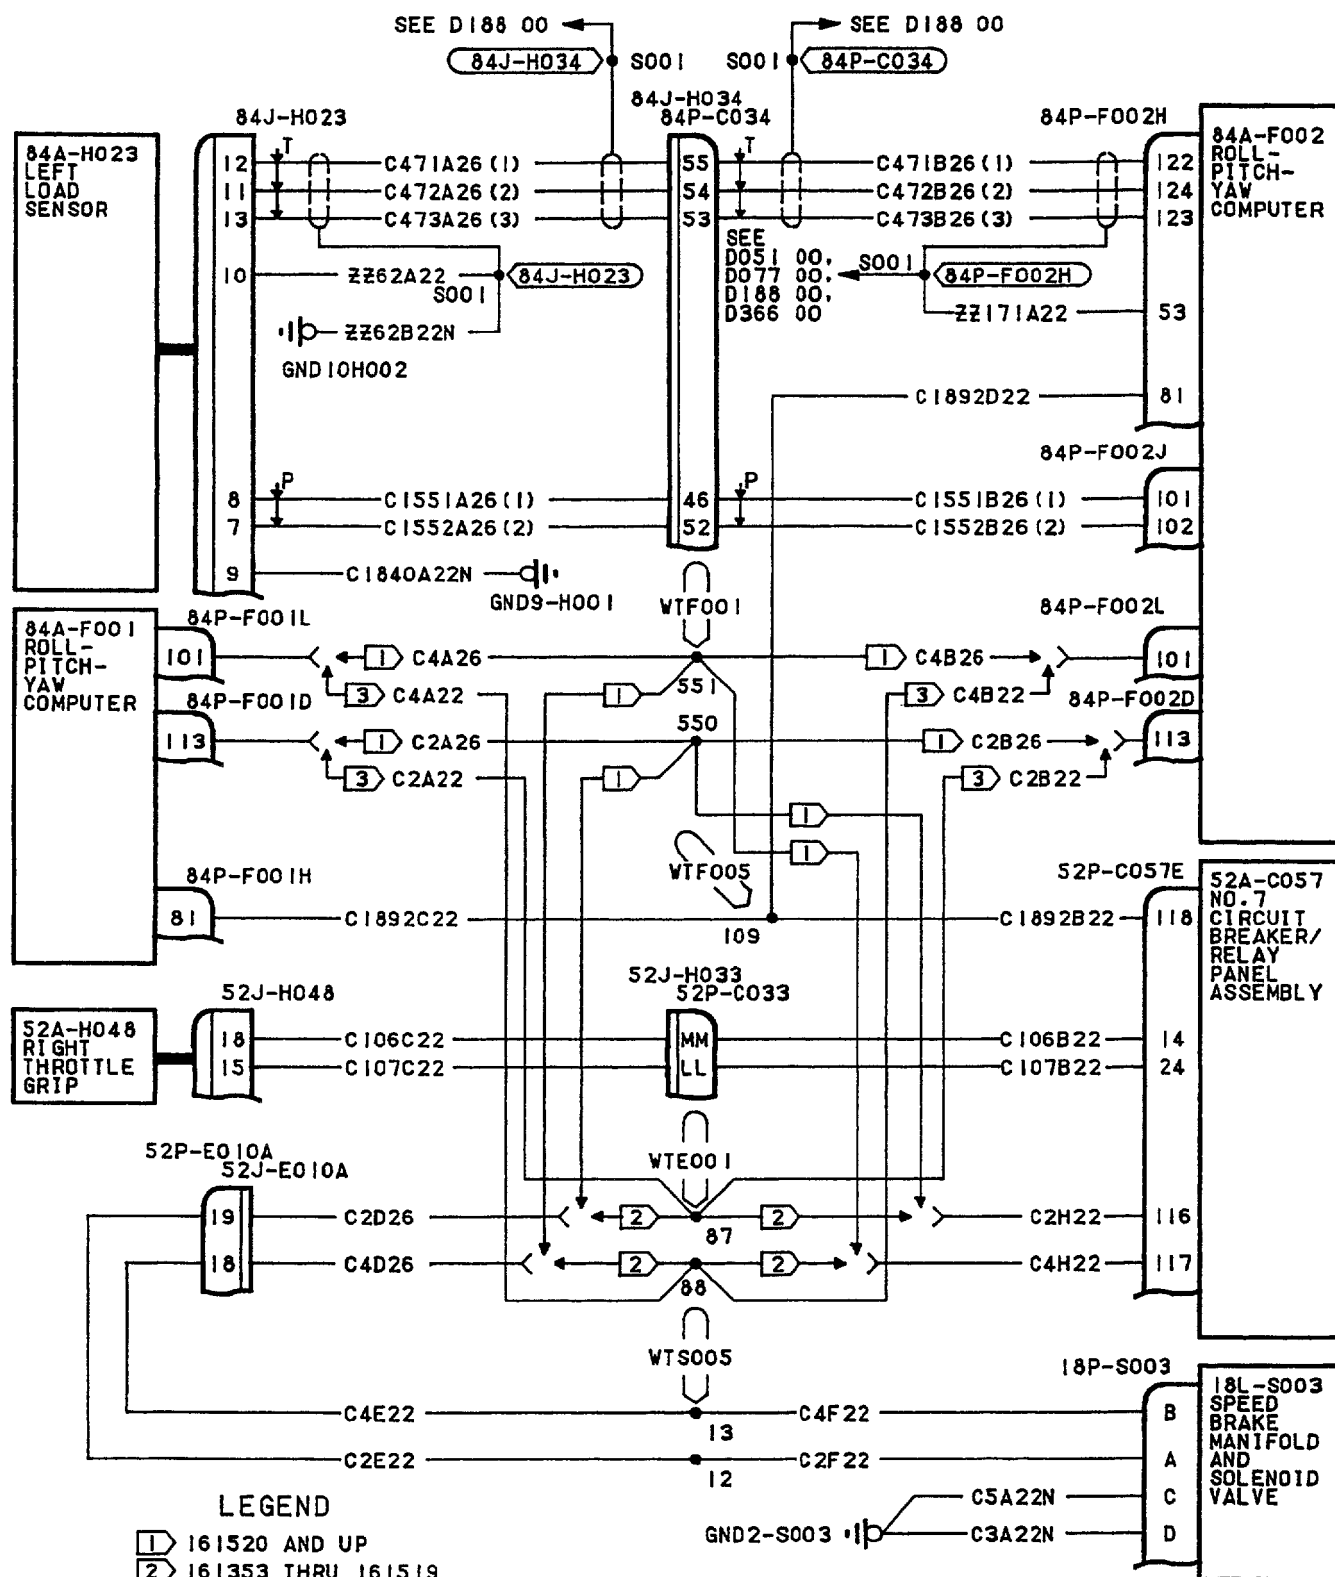 SEE D188 00
SEE D188 00
84J-H034
S001
S001
84P-C034
84J-H034
84P-C034
84J-H023
84P-F002H
84A-H023
LEFT
LOAD
SENSOR
84A-F002
ROLL-
PITCH-
YAW
COMPUTER
12 T C471A26(1) 55 T C471B26(1) 122
11 C472A26(2) 54 C472B26(2) 124
13 C473A26(3) 53 C473B26(3) 123
SEE
D051 00,
D077 00,
D188 00,
D366 00
S001
84P-F002H
10 ZZ62A22
S001
84J-H023
ZZ62B22N
GND10H002
ZZ171A22 53
C1892D22 81
84P-F002J
8 P C1551A26(1) 46 P C1551B26(1) 101
7 C1552A26(2) 52 C1552B26(2) 102
9 C1840A22N
GND9-H001
WTF001
84A-F001
ROLL-
PITCH-
YAW
COMPUTER
84P-F001L
84P-F002L
101 1 C4A26 1 C4B26 101
3 C4A22 1 551 3 C4B22
84P-F001D
84P-F002D
550
113 1 C2A26 1 C2B26 113
3 C2A22 1 3 C2B22
1
1
WTF005
84P-F001H
52P-C057E
52A-C057
NO.7
CIRCUIT
BREAKER/
RELAY
PANEL
ASSEMBLY
81 C1892C22 109 C1892B22 118
52J-H033
52P-C033
52J-H048
52A-H048
RIGHT
THROTTLE
GRIP
18 C106C22 MM C106B22 14
15 C107C22 LL C107B22 24
52P-E010A
52J-E010A
WTE001
19 C2D26 2 87 2 C2H22 116
18 C4D26 2 88 2 C4H22 117
WTS005
18P-S003
18L-S003
SPEED
BRAKE
MANIFOLD
AND
SOLENOID
VALVE
C4E22 13 C4F22 B
C2E22 12 C2F22 A
C5A22N C
GND2-S003 C3A22N D
LEGEND
1 161520 AND UP
2 161353 THRU 161519